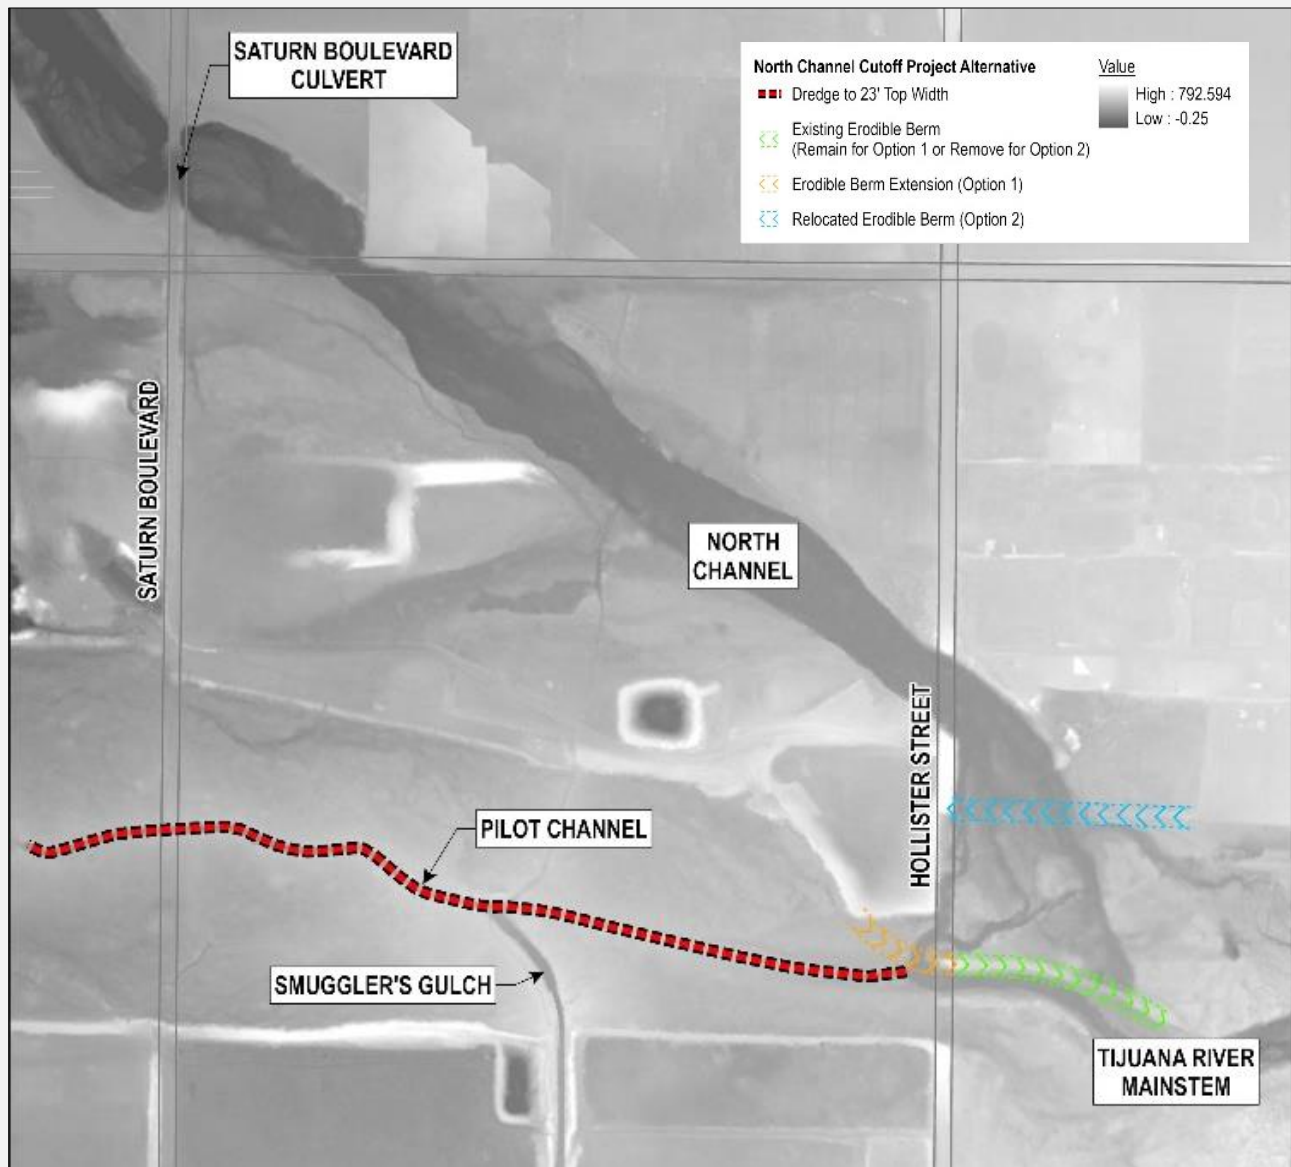 SATURN BOULEVARD
CULVERT
North Channel Cutoff Project Alternative
Dredge to 23' Top Width
Existing Erodible Berm
(Remain for Option 1 or Remove for Option 2)
Erodible Berm Extension (Option 1)
Relocated Erodible Berm (Option 2)
Value
High : 792.594
Low : -0.25
SATURN BOULEVARD
NORTH
CHANNEL
HOLLISTER STREET
PILOT CHANNEL
SMUGGLER'S GULCH
TIJUANA RIVER
MAINSTEM